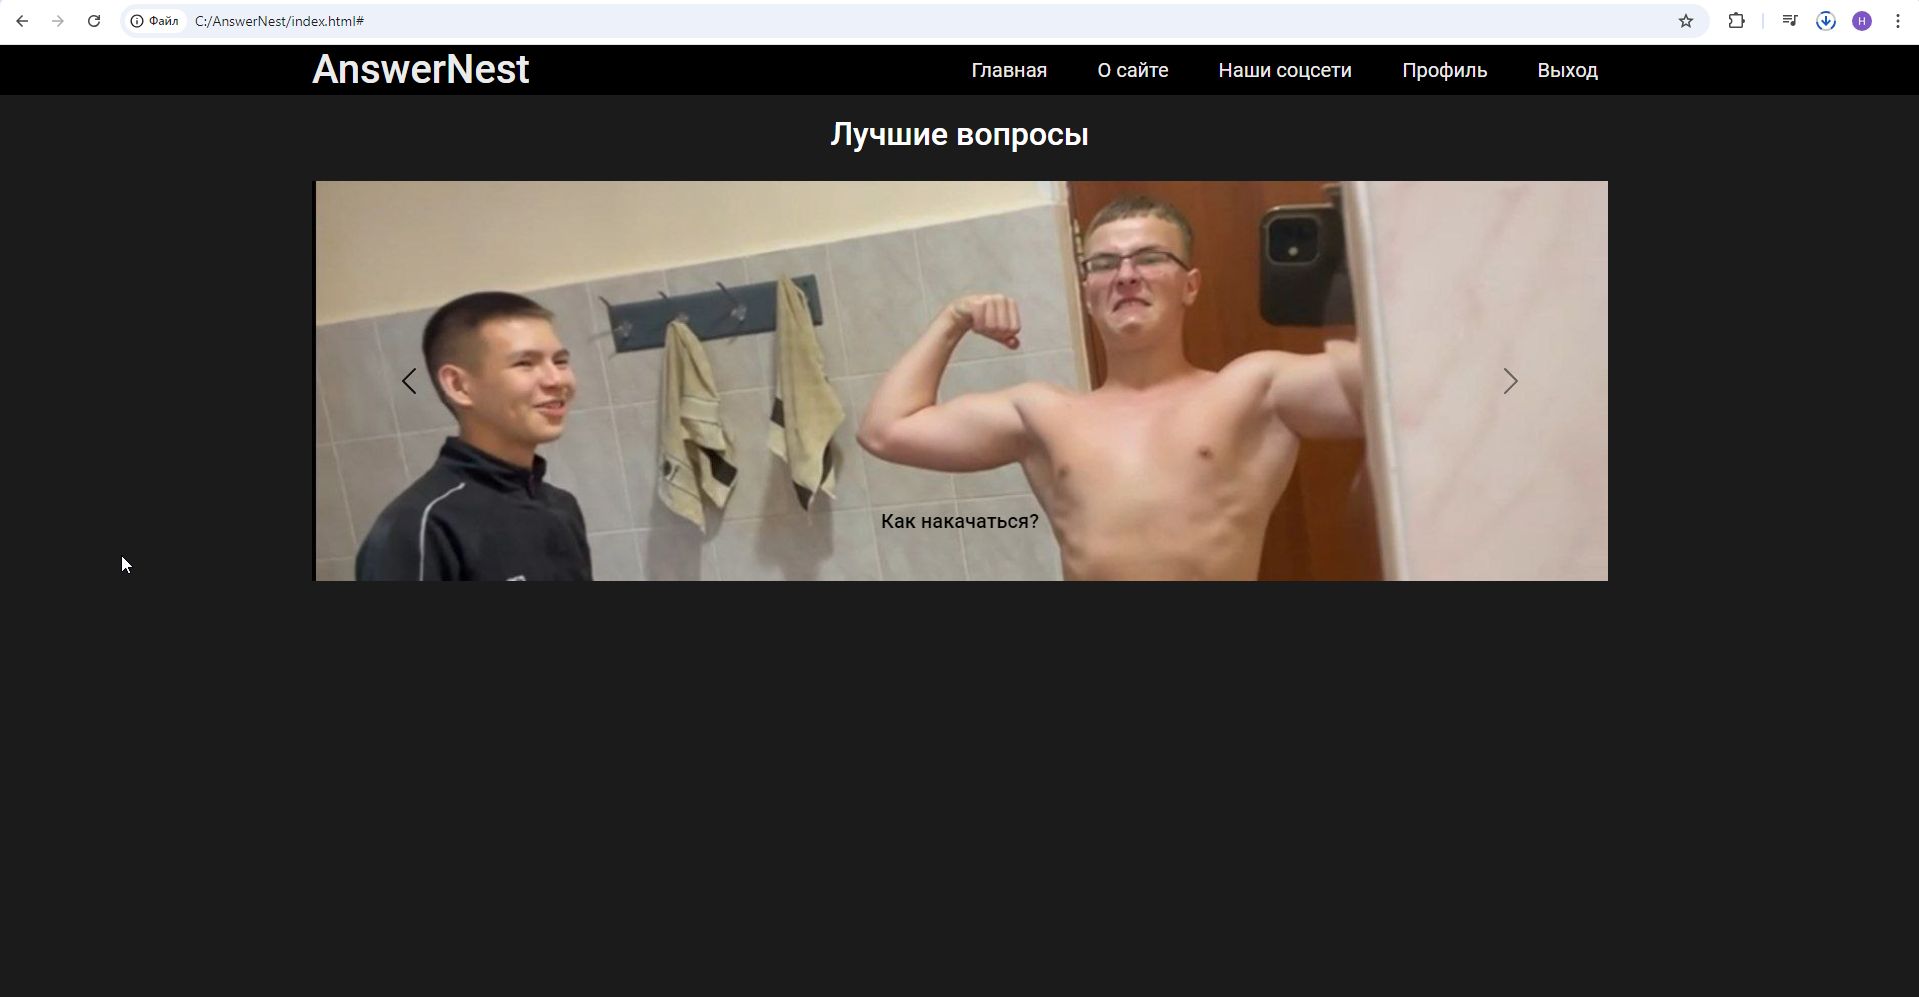 Файл C:/AnswerNest/index.html#
H
AnswerNest Главная О сайте Наши соцсети Профиль Выход
Лучшие вопросы
Как накачаться?